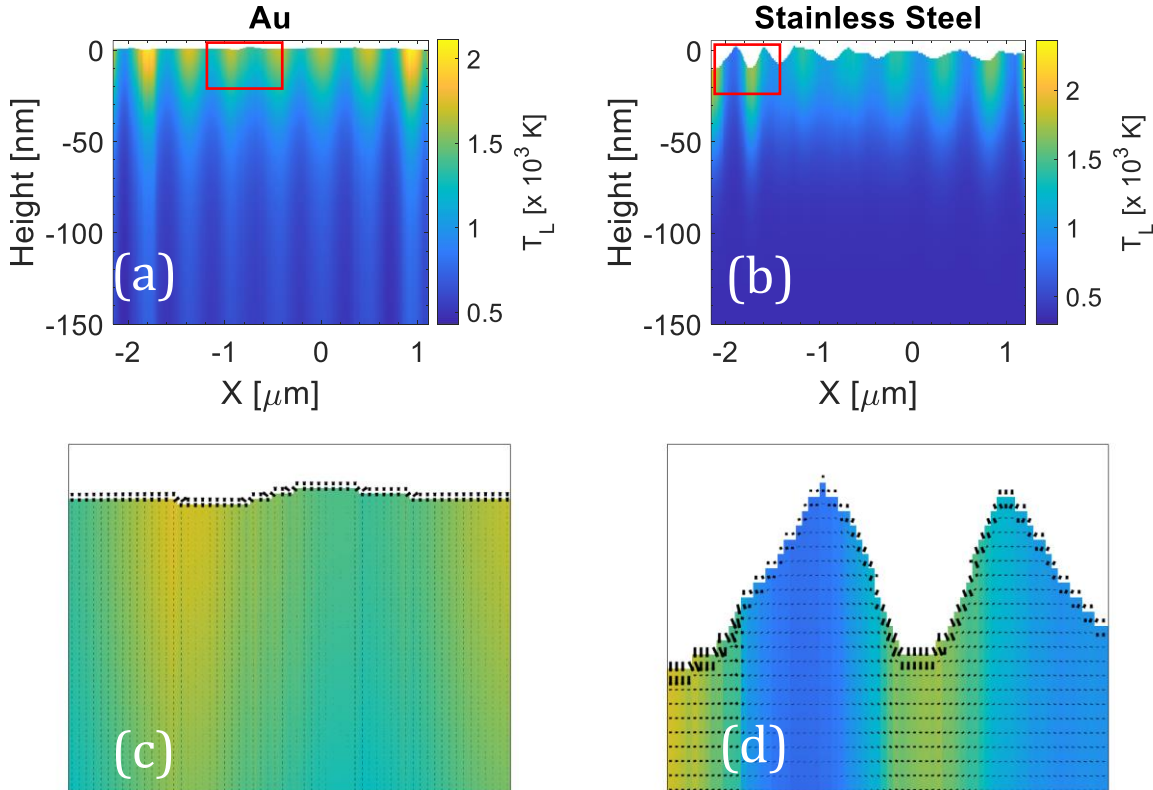 Au
Stainless Steel
0
-50
-100
-150
Height [nm]
-2
-1
0
1
X [μm]
2
1.5
1
0.5
T_L [x 10^3 K]
(a)
0
-50
-100
-150
Height [nm]
-2
-1
0
1
X [μm]
2
1.5
1
0.5
T_L [x 10^3 K]
(b)
(c)
(d)